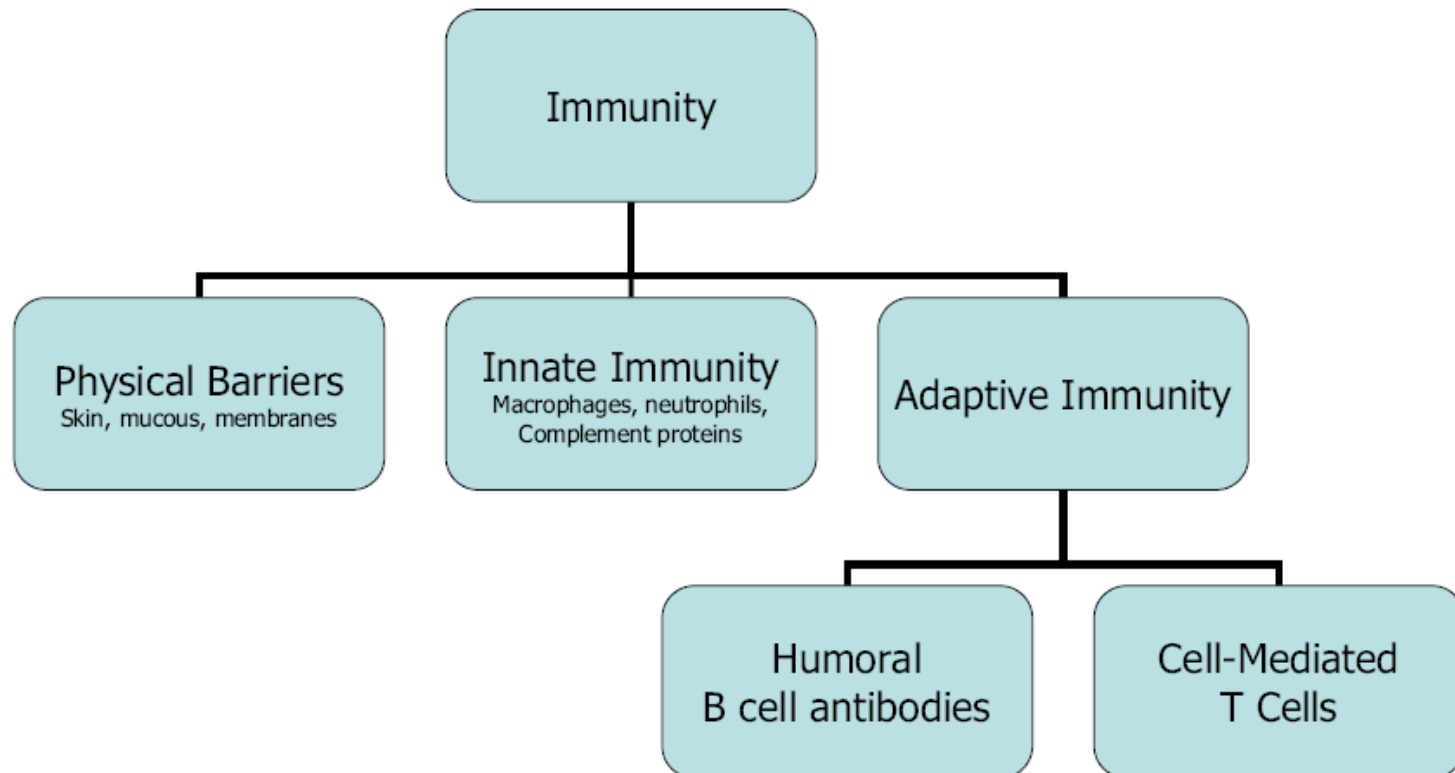 Immunity
Physical Barriers
Skin, mucous, membranes
Innate Immunity
Macrophages, neutrophils,
Complement proteins
Adaptive Immunity
Humoral
B cell antibodies
Cell-Mediated
T Cells